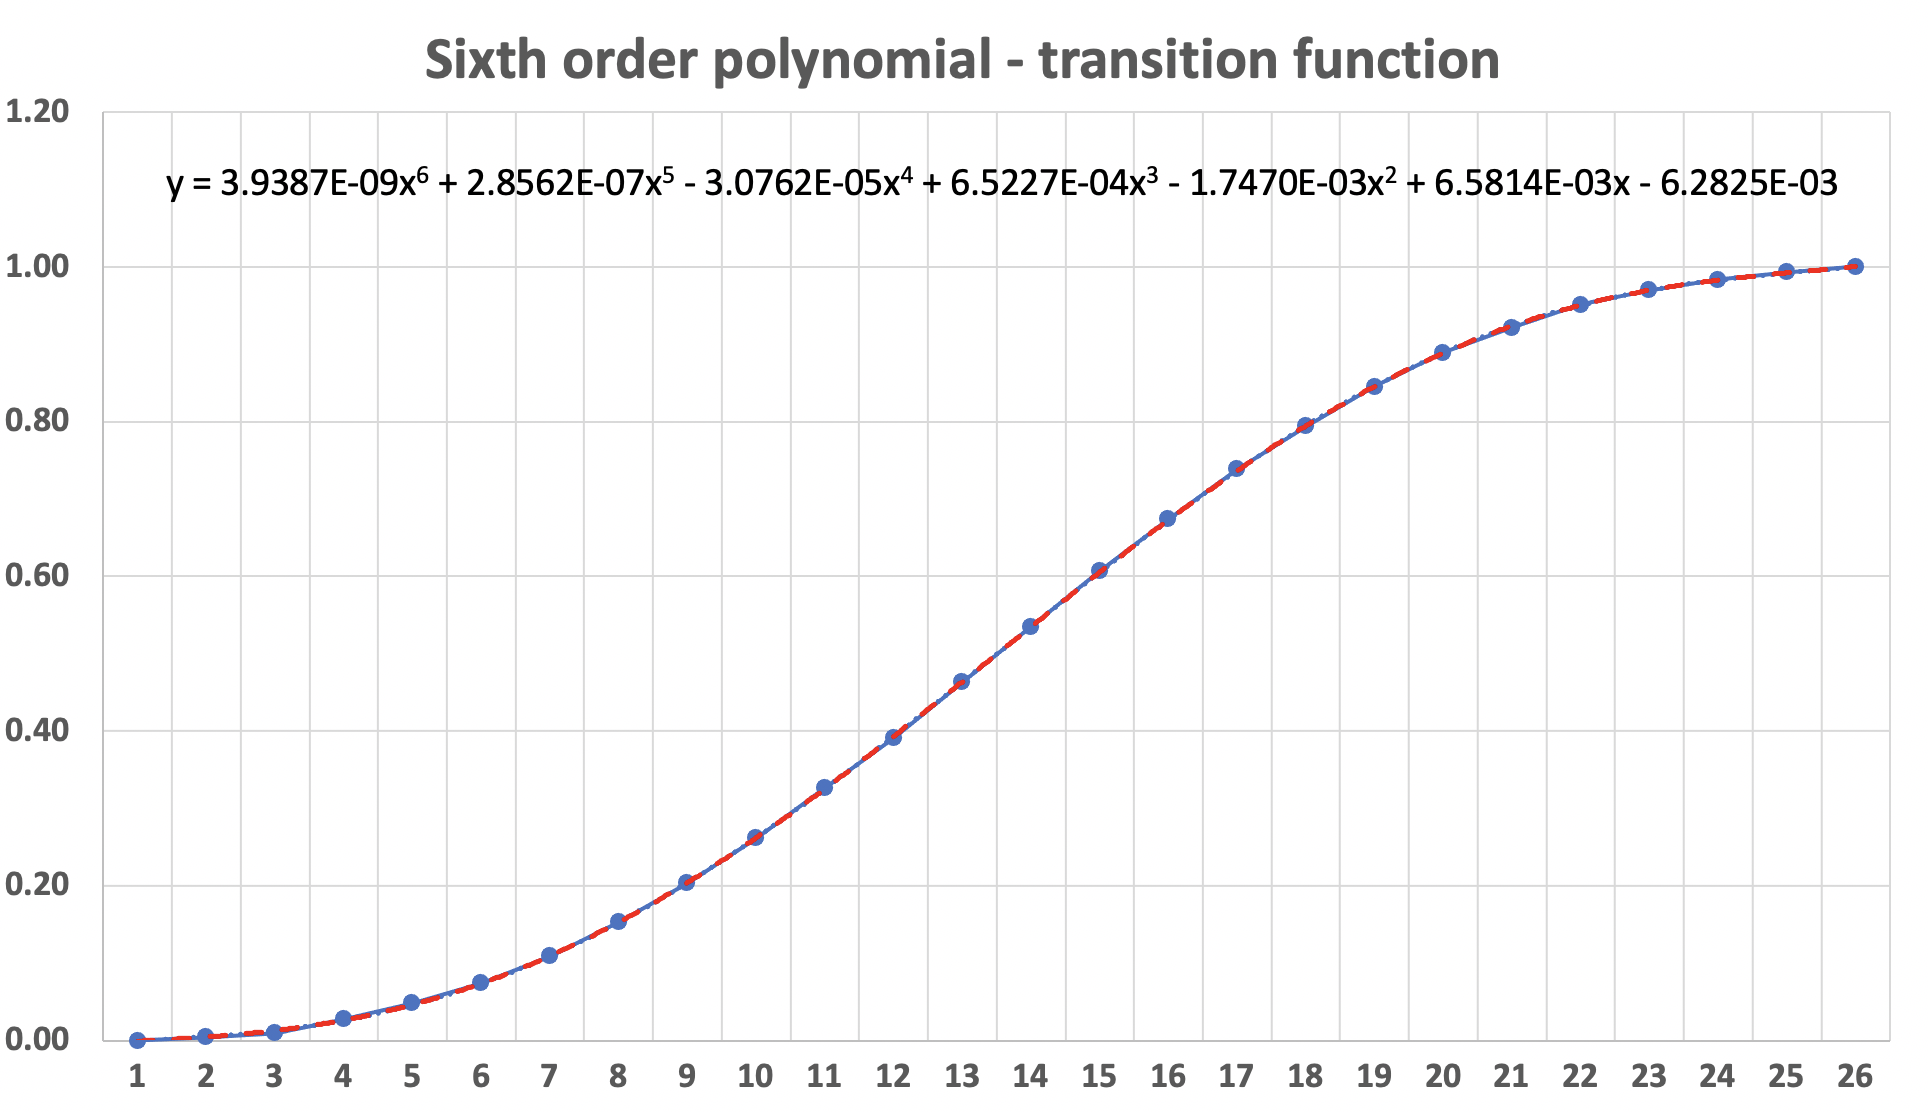 Sixth order polynomial - transition function
1.20
y = 3.9387E-09x⁶ + 2.8562E-07x⁵ - 3.0762E-05x⁴ + 6.5227E-04x³ - 1.7470E-03x² + 6.5814E-03x - 6.2825E-03
1.00
0.80
0.60
0.40
0.20
0.00
1 2 3 4 5 6 7 8 9 10 11 12 13 14 15 16 17 18 19 20 21 22 23 24 25 26